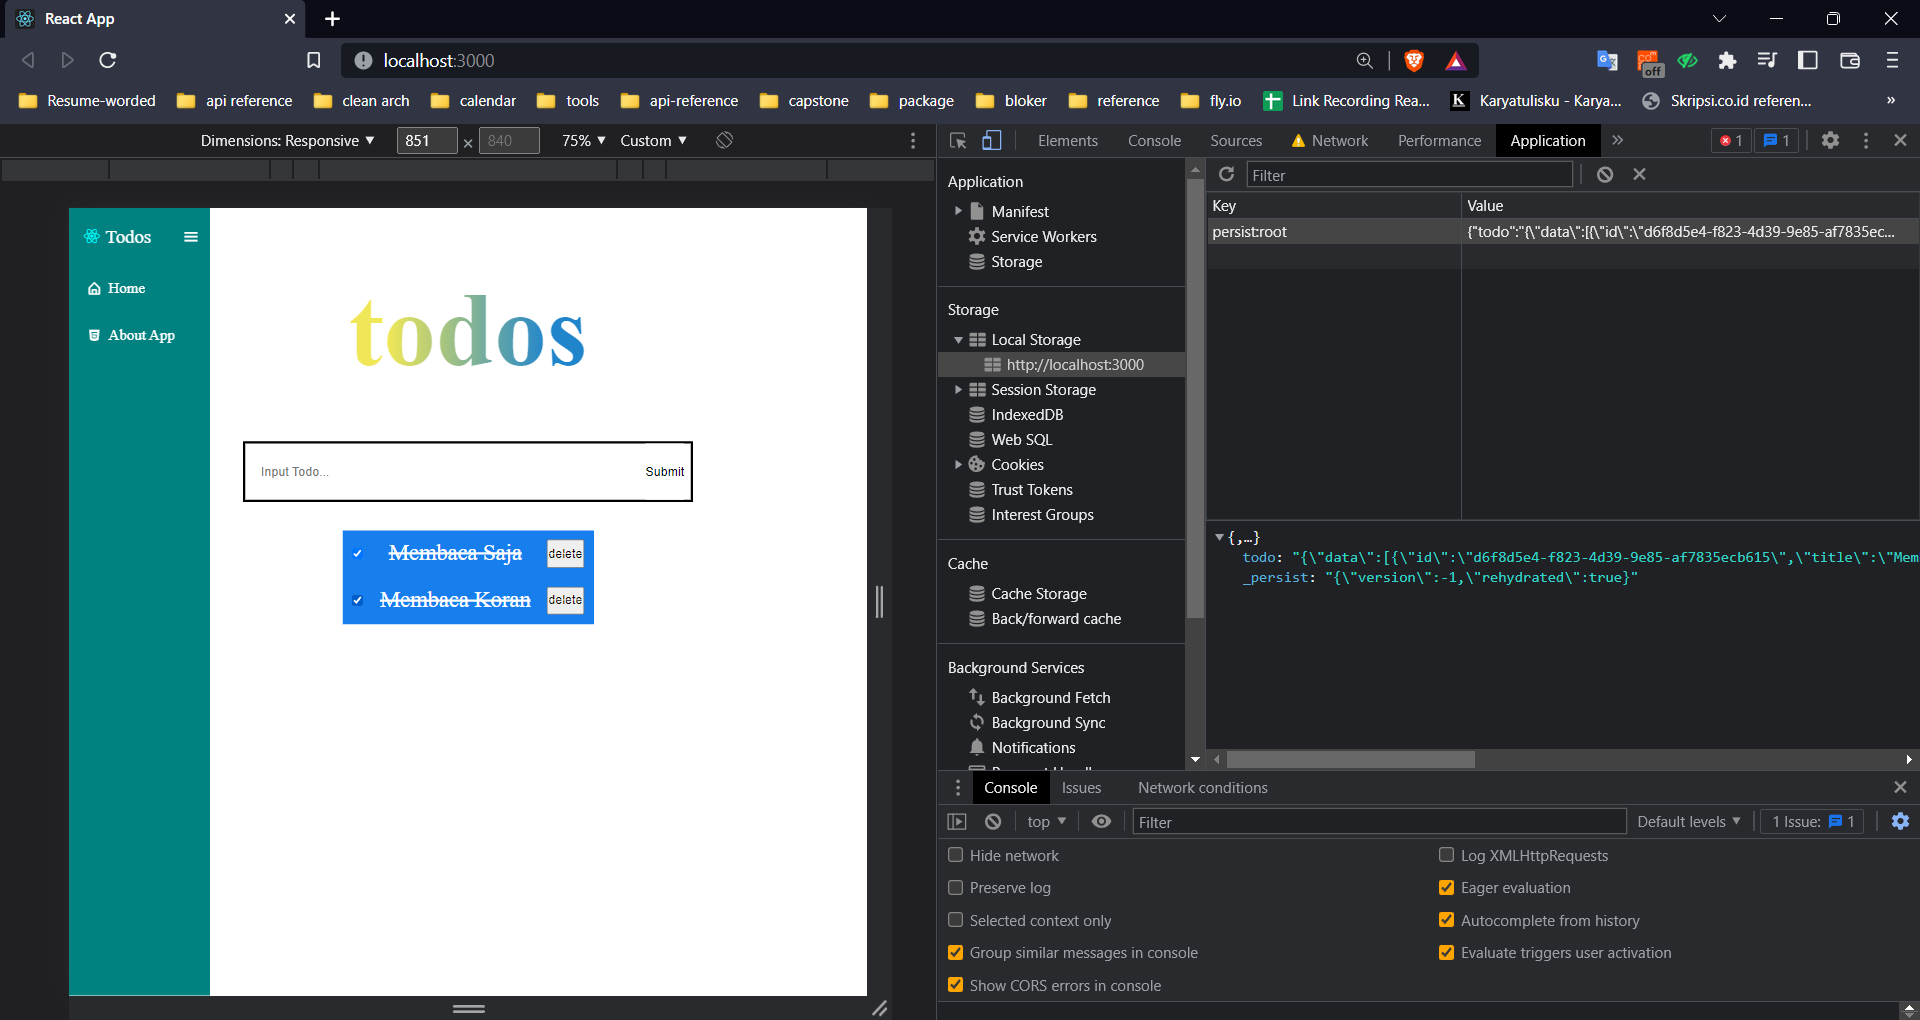 React App
localhost:3000
Resume-worded api reference clean arch calendar tools api-reference capstone package bloker reference fly.io Link Recording Rea... Karyatulisku - Karya... Skripsi.co.id referen... »
off
Dimensions: Responsive ▼ 851 × 840 75% ▼ Custom ▼
Elements Console Sources Network Performance Application » 1 1
Todos
Home
About App
todos
Input Todo... Submit
Membaca Saja delete
Membaca Koran delete
Application
Manifest
Service Workers
Storage
Storage
Local Storage
http://localhost:3000
Session Storage
IndexedDB
Web SQL
Cookies
Trust Tokens
Interest Groups
Cache
Cache Storage
Back/forward cache
Background Services
Background Fetch
Background Sync
Notifications
Filter
Key Value
persist:root {"todo":"{\"data\":[{\"id\":\"d6f8d5e4-f823-4d39-9e85-af7835ec...
▼{,…}
todo: "{\"data\":[{\"id\":\"d6f8d5e4-f823-4d39-9e85-af7835ecb615\",\"title\":\"Mem
_persist: "{\"version\":-1,\"rehydrated\":true}"
Console Issues Network conditions
top ▼ Filter Default levels ▼ 1 Issue: 1
Hide network Log XMLHttpRequests
Preserve log Eager evaluation
Selected context only Autocomplete from history
Group similar messages in console Evaluate triggers user activation
Show CORS errors in console